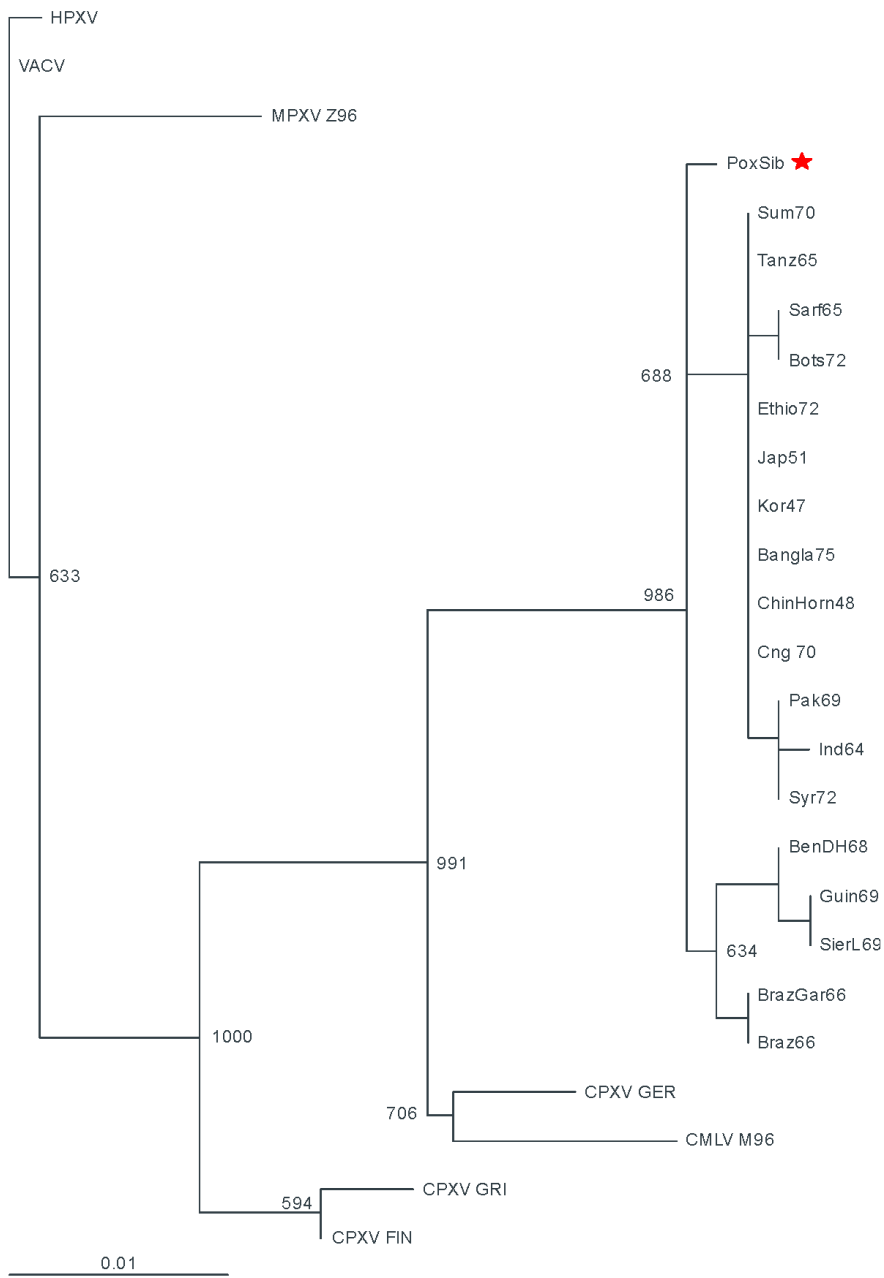 HPXV
VACV
MPXV Z96
PoxSib
Sum70
Tanz65
Sarf65
Bots72
688
Ethio72
Jap51
Kor47
Bangla75
633
986
ChinHorn48
Cng 70
Pak69
Ind64
Syr72
BenDH68
991
Guin69
SierL69
634
BrazGar66
1000
Braz66
CPXV GER
706
CMLV M96
CPXV GRI
594
CPXV FIN
0.01